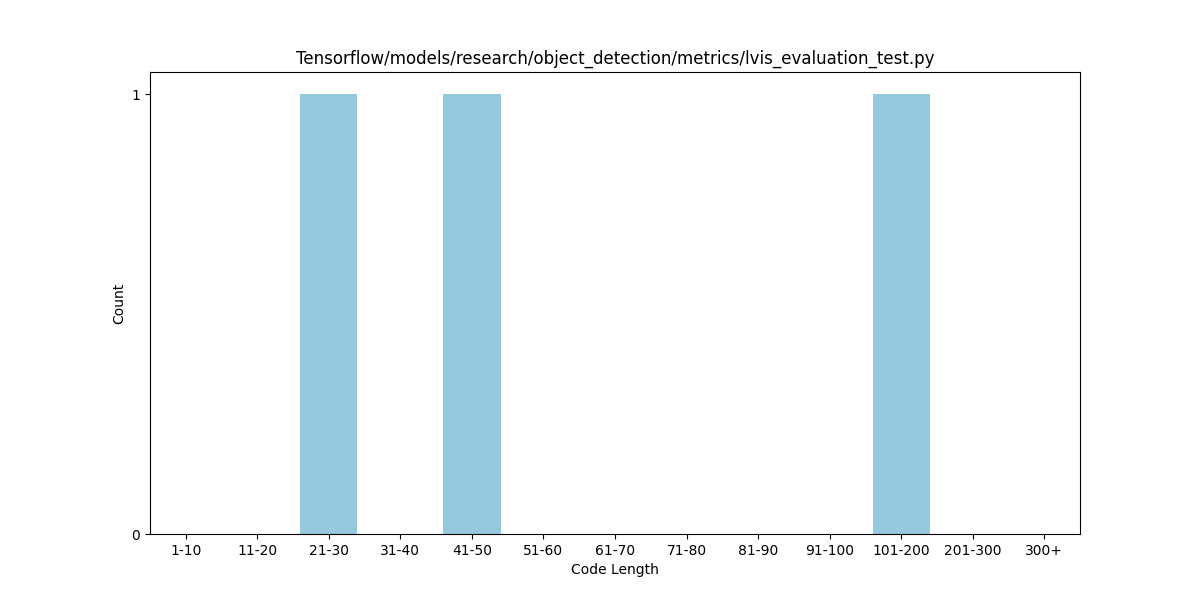 Tensorflow/models/research/object_detection/metrics/lvis_evaluation_test.py
1
Count
0
1-10 11-20 21-30 31-40 41-50 51-60 61-70 71-80 81-90 91-100 101-200 201-300 300+
Code Length